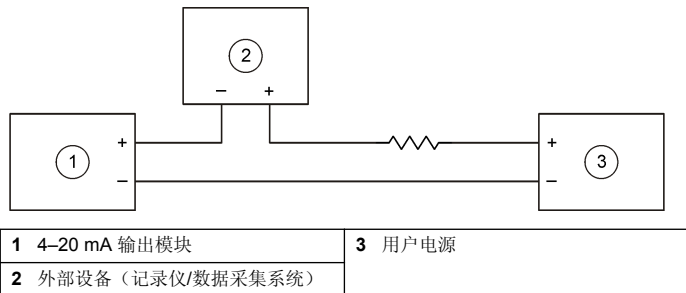 2
− +
+ +
1 3
− −
1 4–20 mA 输出模块 3 用户电源
2 外部设备（记录仪/数据采集系统）